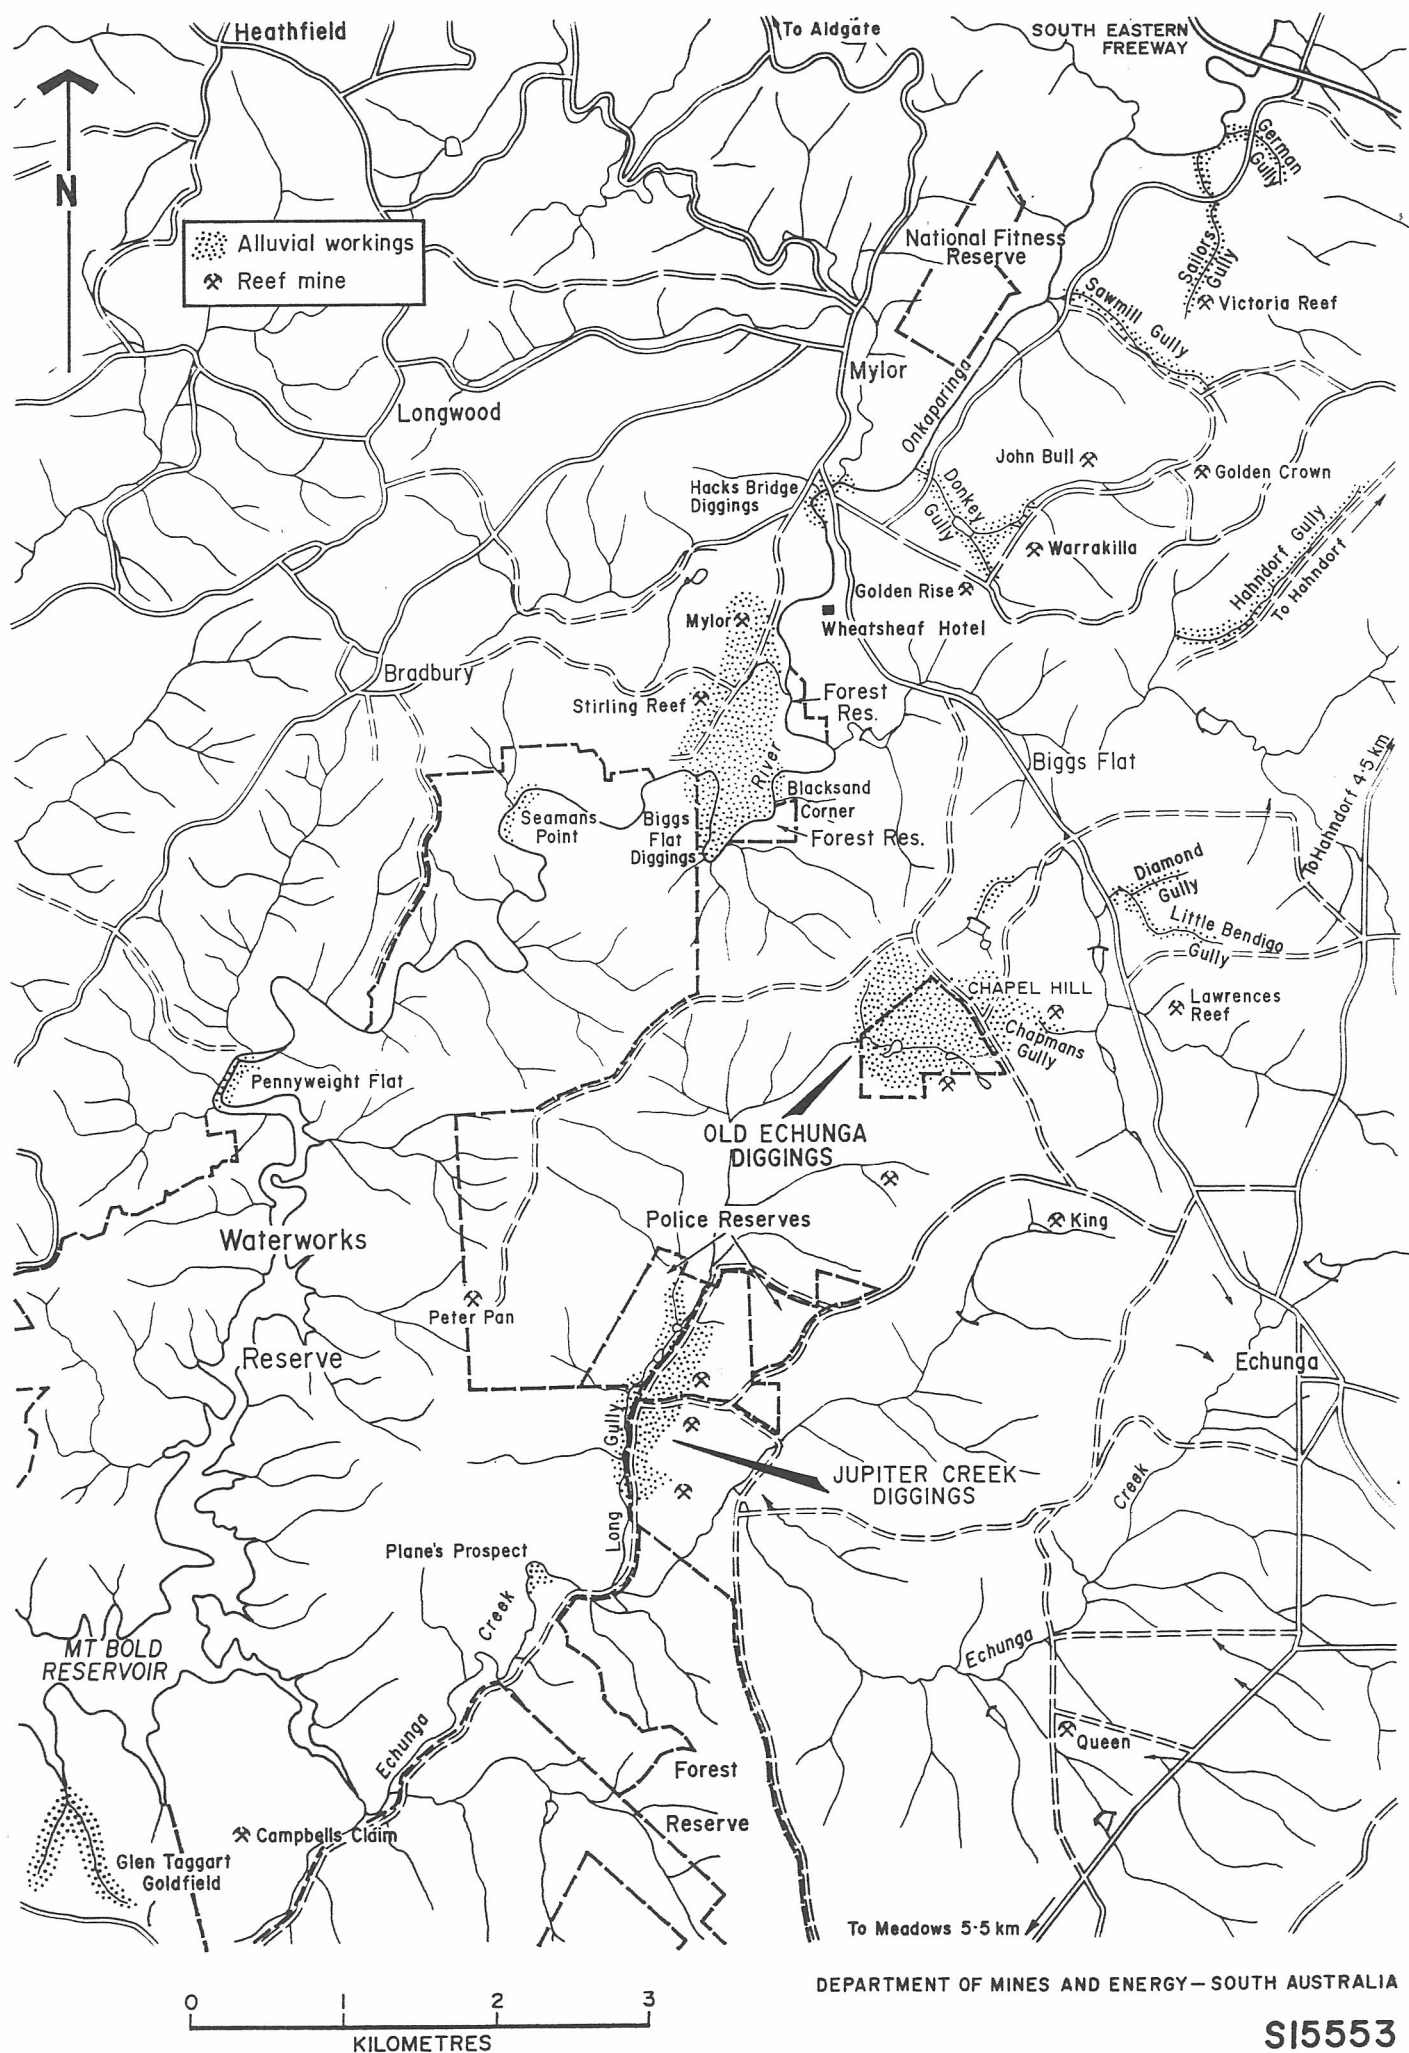 Heathfield
To Aldgate
SOUTH EASTERN
FREEWAY
German
Gully
N
Alluvial workings
Reef mine
National Fitness
Reserve
Sailors
Gully
Sawmill Gully
Victoria Reef
Mylor
Onkaparinga
Longwood
John Bull
Golden Crown
Hacks Bridge
Diggings
Donkey
Gully
Warrakilla
Hahndorf Gully
To Hahndorf
Golden Rise
Mylor
Wheatsheaf Hotel
Bradbury
Stirling Reef
Forest
Res.
River
Biggs Flat
Blacksand
Corner
Seamans
Point
Biggs
Flat
Diggings
Forest Res.
To Hahndorf 4·5 km
Diamond
Gully
Little Bendigo
Gully
CHAPEL HILL
Lawrences
Reef
Chapmans
Gully
Pennyweight Flat
OLD ECHUNGA
DIGGINGS
Police Reserves
King
Waterworks
Peter Pan
Reserve
Echunga
Gully
JUPITER CREEK
DIGGINGS
Creek
Long
Plane's Prospect
Creek
Echunga
MT BOLD
RESERVOIR
Echunga
Queen
Forest
Reserve
Campbells Claim
Glen Taggart
Goldfield
To Meadows 5·5 km
DEPARTMENT OF MINES AND ENERGY—SOUTH AUSTRALIA
0 1 2 3
KILOMETRES
S15553